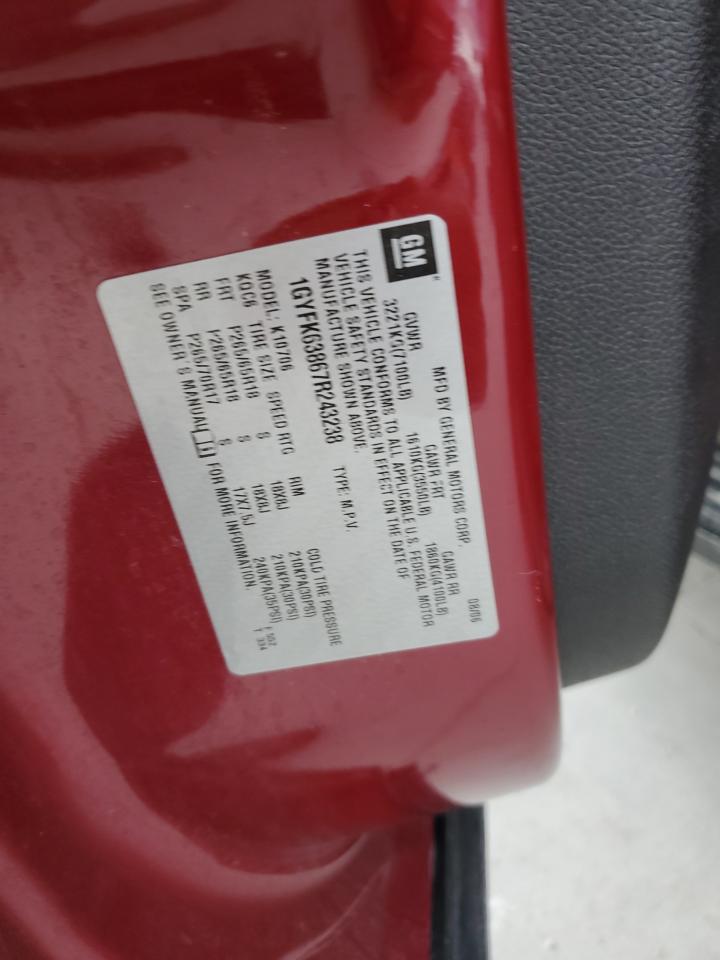 GM
MFD BY GENERAL MOTORS CORP. 08/06
GVWR GAWR FRT GAWR RR
3221KG(7100LB) 1610KG(3550LB) 1860KG(4100LB)
THIS VEHICLE CONFORMS TO ALL APPLICABLE U.S. FEDERAL MOTOR
VEHICLE SAFETY STANDARDS IN EFFECT ON THE DATE OF
MANUFACTURE SHOWN ABOVE.
1GYFK63867R243238 TYPE: M.P.V.
MODEL: K10706
KQC6 TIRE SIZE SPEED RTG RIM COLD TIRE PRESSURE
FRT P265/65R18 S 18X8J 210KPA(30PSI)
RR P265/65R18 S 18X8J 210KPA(30PSI)
SPA P265/70R17 S 17X7.5J 240KPA(35PSI)
SEE OWNER'S MANUAL FOR MORE INFORMATION.